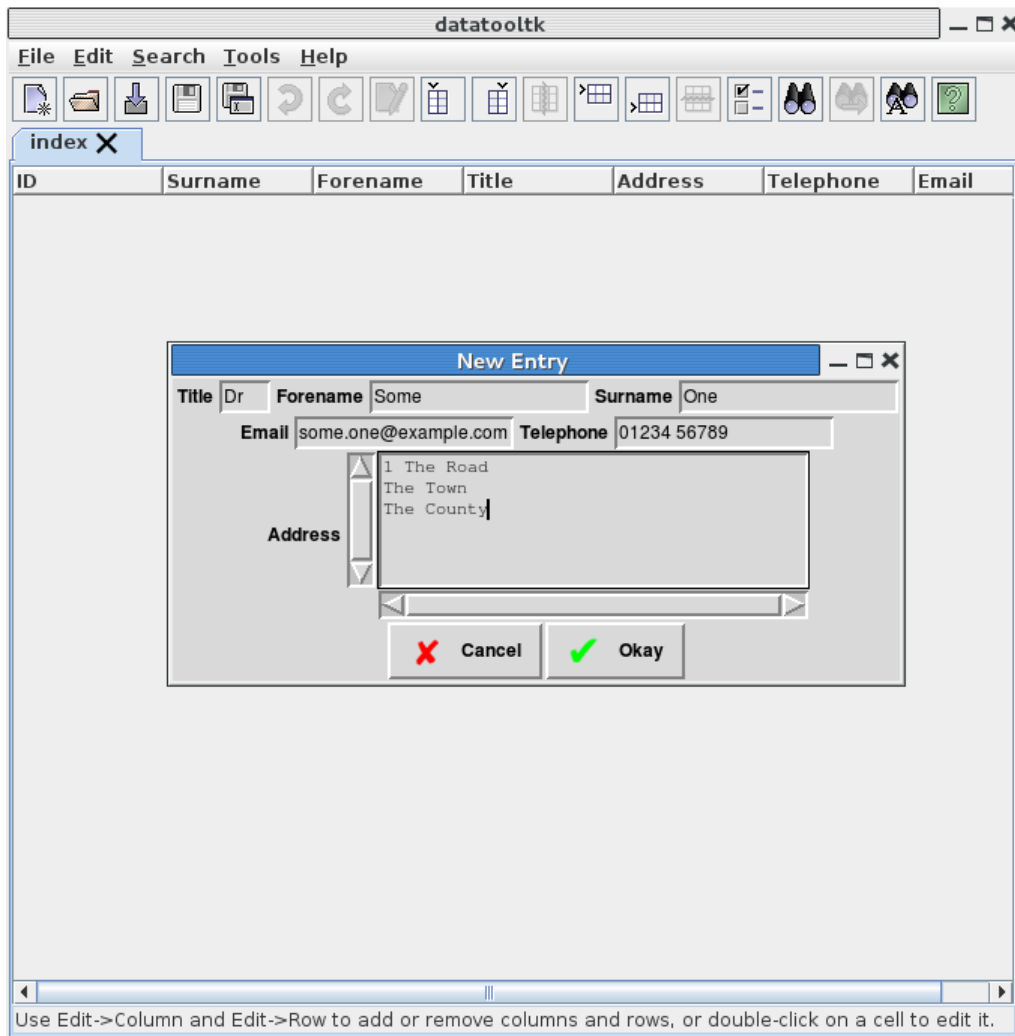 datatooltk
File Edit Search Tools Help
index
ID Surname Forename Title Address Telephone Email
New Entry
Title Dr Forename Some Surname One
Email some.one@example.com Telephone 01234 56789
1 The Road
The Town
The County
Address
Cancel Okay
Use Edit->Column and Edit->Row to add or remove columns and rows, or double-click on a cell to edit it.